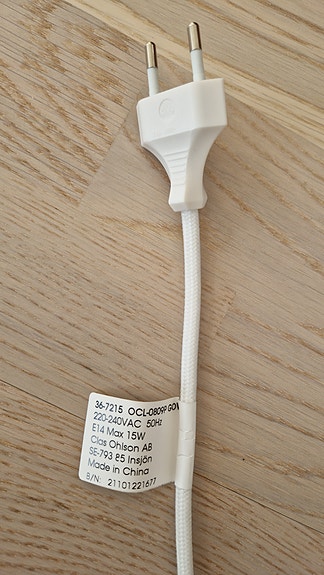 36-7215 OCL-0809P
220-240VAC 50Hz
E14 Max 15W
Clas Ohlson AB
SE-793 85 Insjön
Made in China
B/N: 21101221677